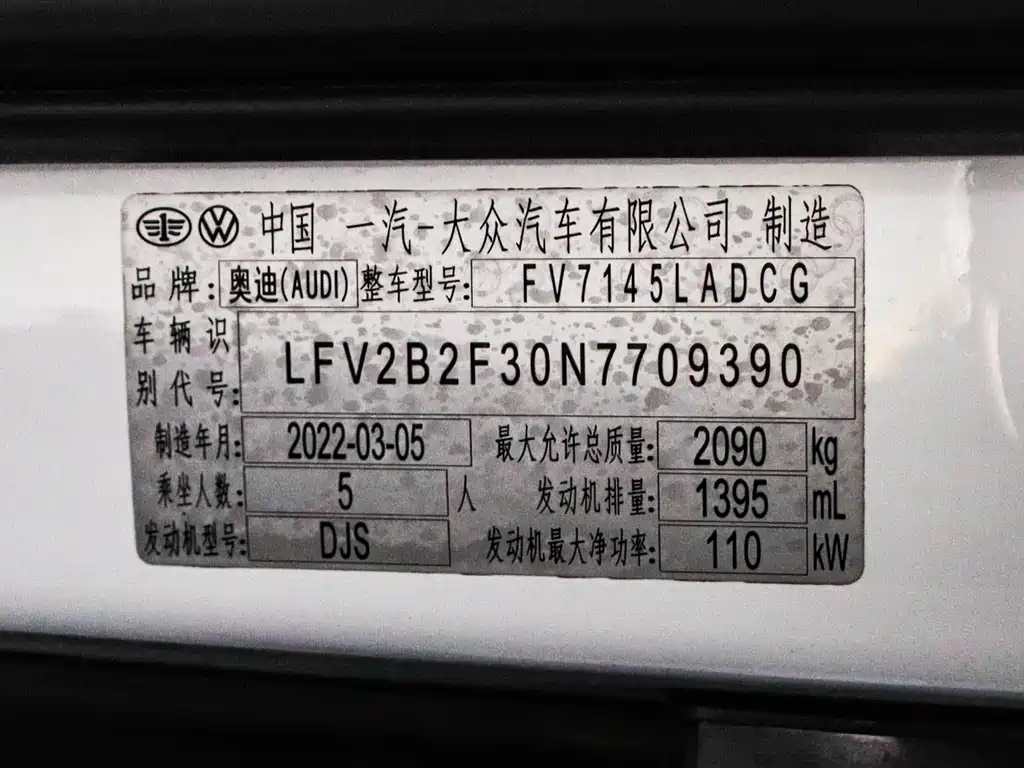 中国 一汽-大众汽车有限公司 制造
品牌: 奥迪(AUDI) 整车型号: FV7145LADCG
车辆识别代号: LFV2B2F30N7709390
制造年月: 2022-03-05 最大允许总质量: 2090 kg
乘坐人数: 5 人 发动机排量: 1395 mL
发动机型号: DJS 发动机最大净功率: 110 kW